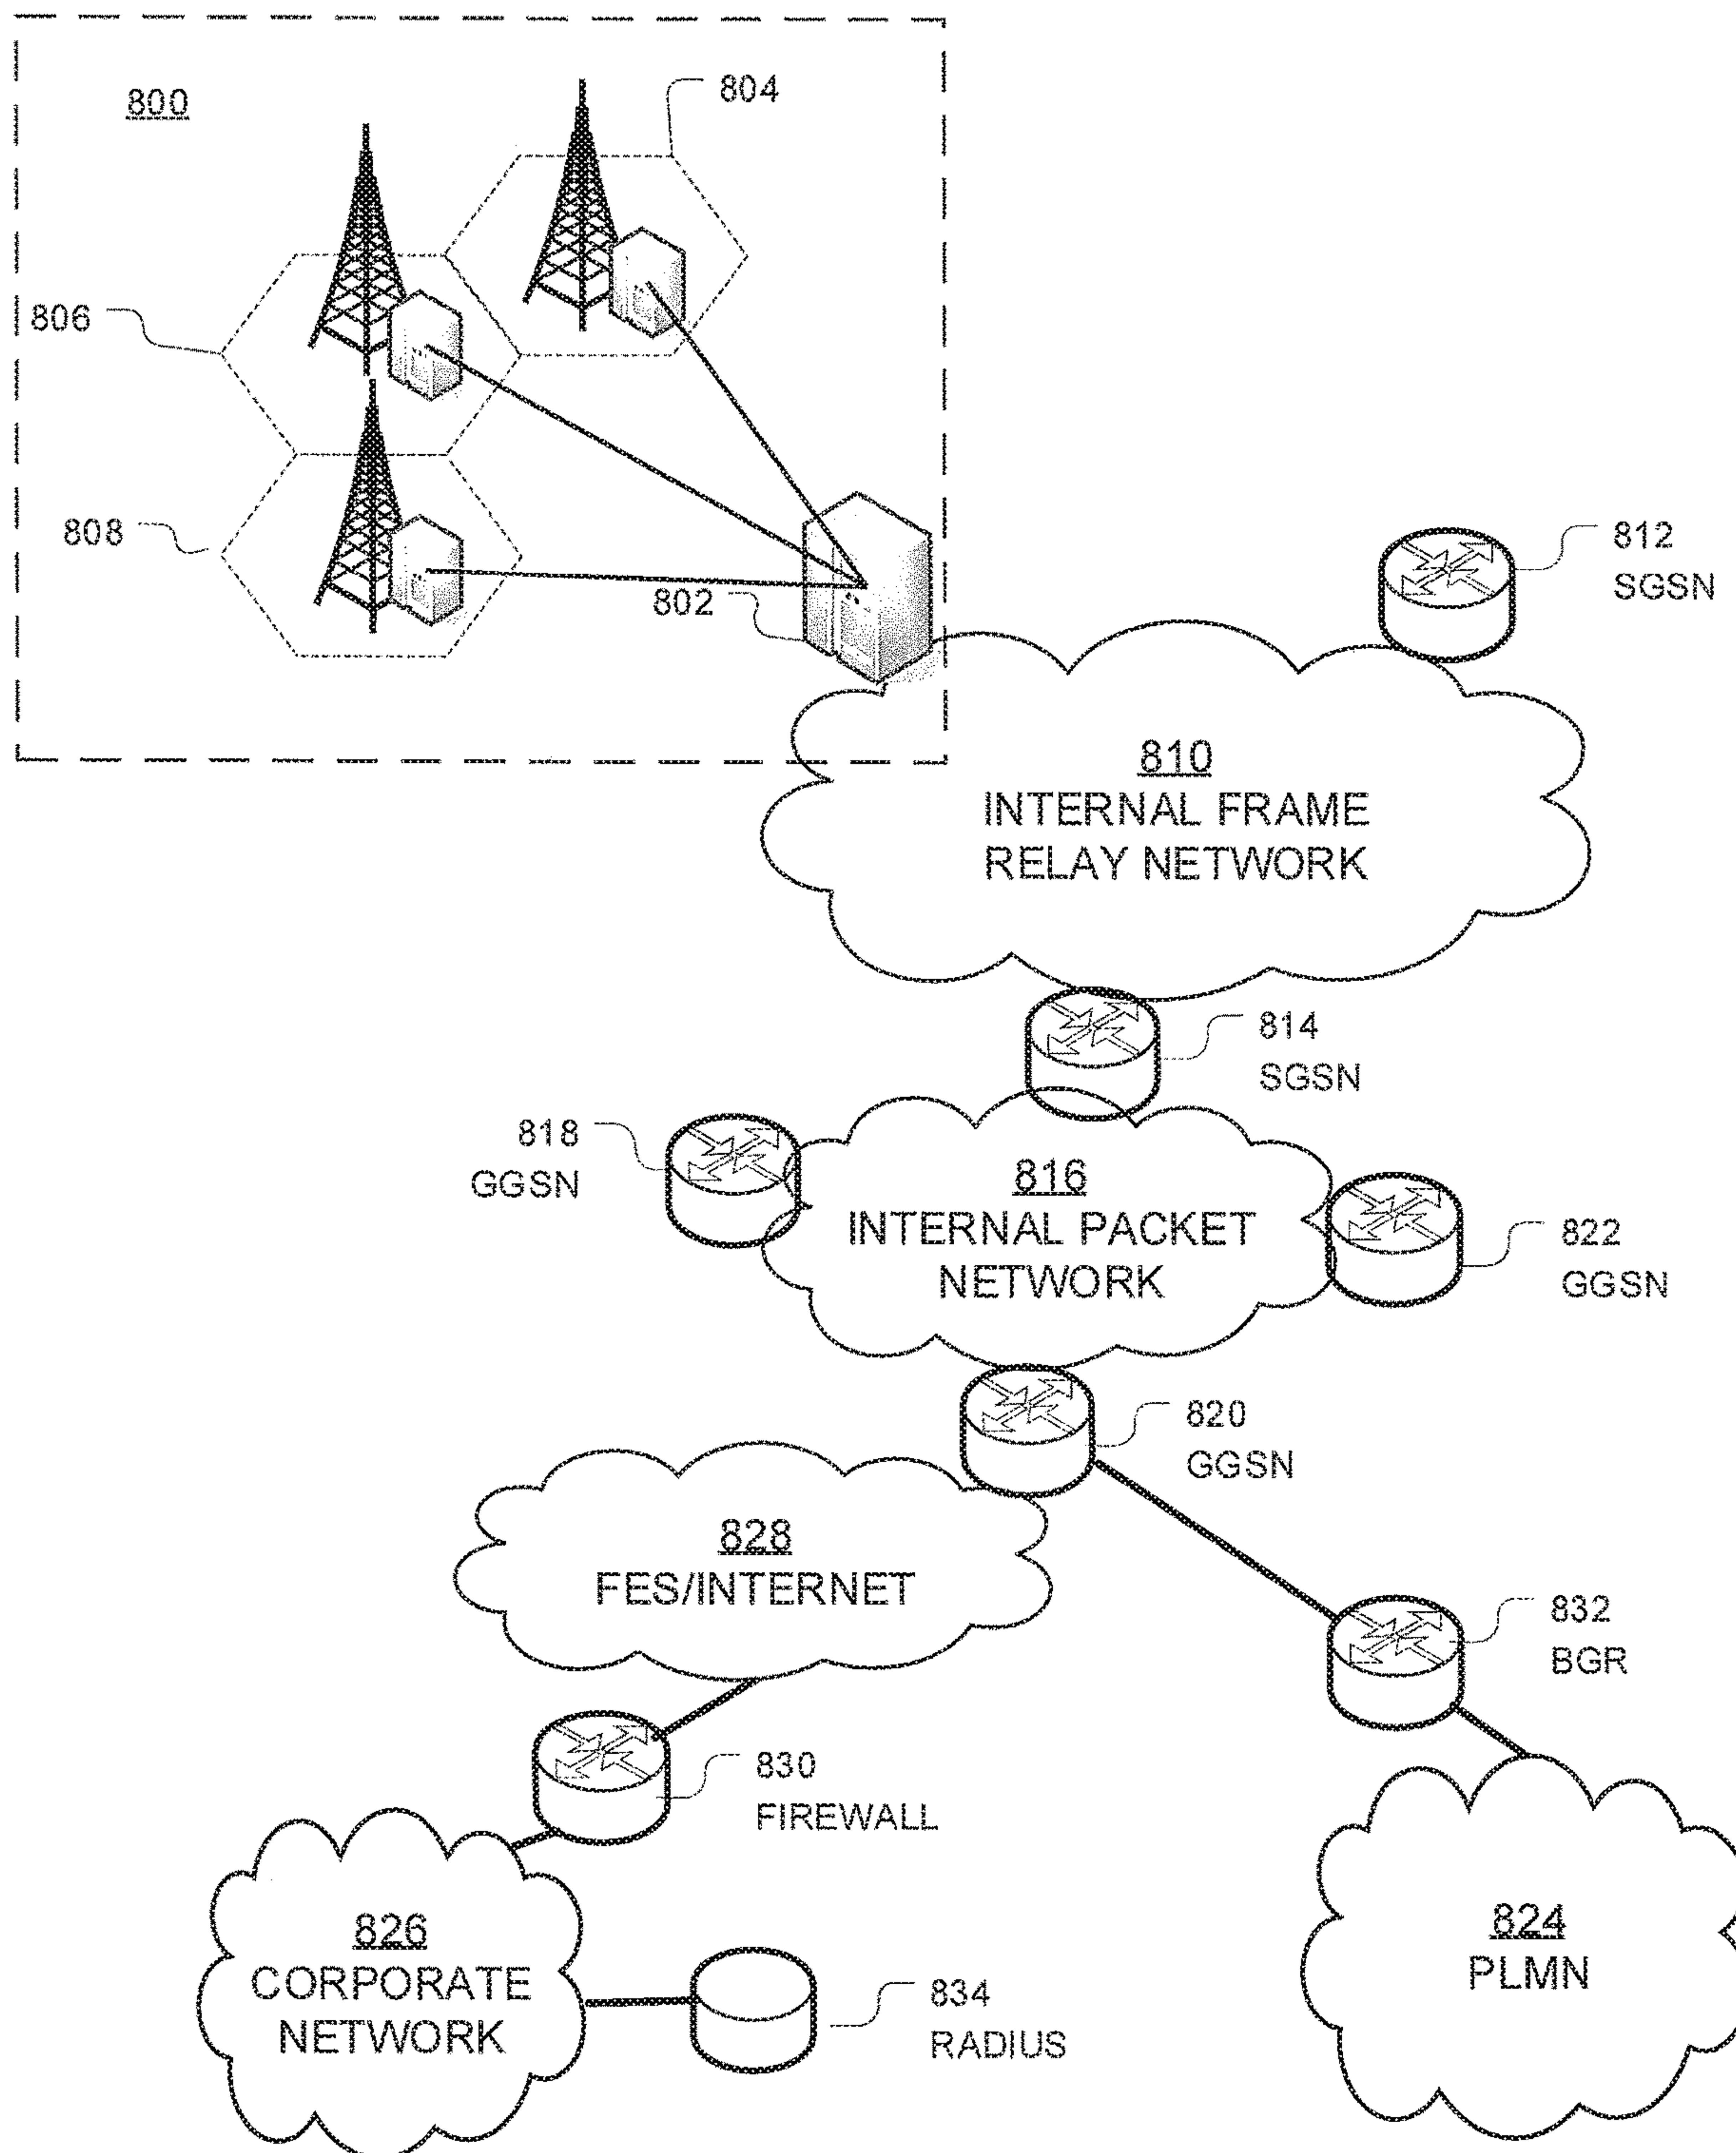 800
804
806
808
802
812
SGSN
810
INTERNAL FRAME
RELAY NETWORK
814
SGSN
818
GGSN
816
INTERNAL PACKET
NETWORK
822
GGSN
820
GGSN
828
FES/INTERNET
832
BGR
830
FIREWALL
826
CORPORATE
NETWORK
834
RADIUS
824
PLMN